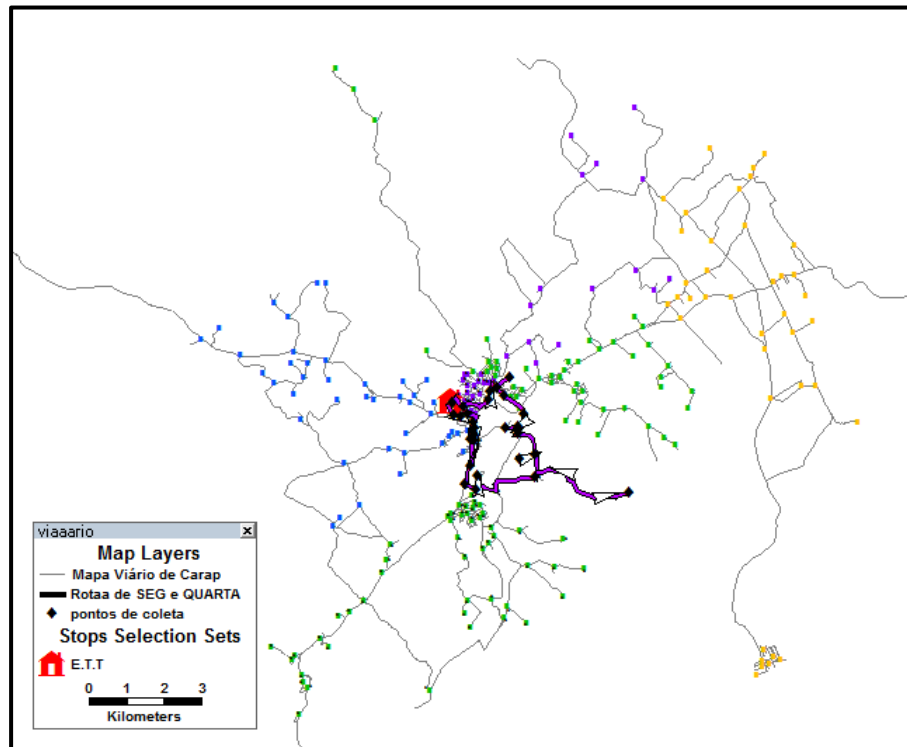 viaaario
Map Layers
Mapa Viário de Carap
Rotaa de SEG e QUARTA
pontos de coleta
Stops Selection Sets
E.T.T
0 1 2 3
Kilometers